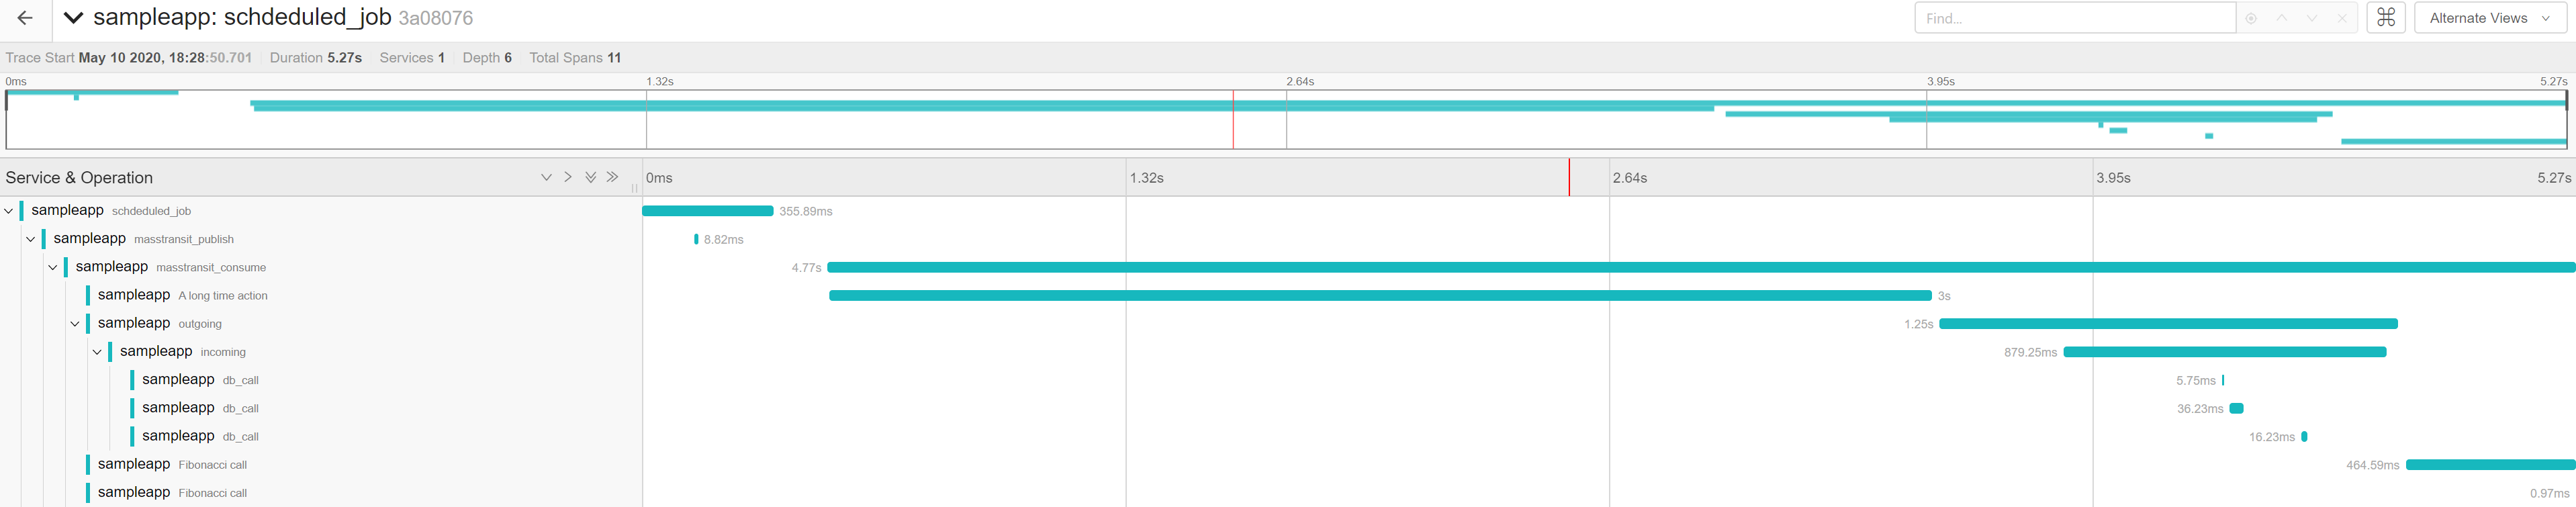 sampleapp: schdeduled_job 3a08076
Find...
Alternate Views
Trace Start May 10 2020, 18:28:50.701 Duration 5.27s Services 1 Depth 6 Total Spans 11
0ms 1.32s 2.64s 3.95s 5.27s
Service & Operation 0ms 1.32s 2.64s 3.95s 5.27s
sampleapp schdeduled_job 355.89ms
sampleapp masstransit_publish 8.82ms
sampleapp masstransit_consume 4.77s
sampleapp A long time action 3s
sampleapp outgoing 1.25s
sampleapp incoming 879.25ms
sampleapp db_call 5.75ms
sampleapp db_call 36.23ms
sampleapp db_call 16.23ms
sampleapp Fibonacci call 464.59ms
sampleapp Fibonacci call 0.97ms